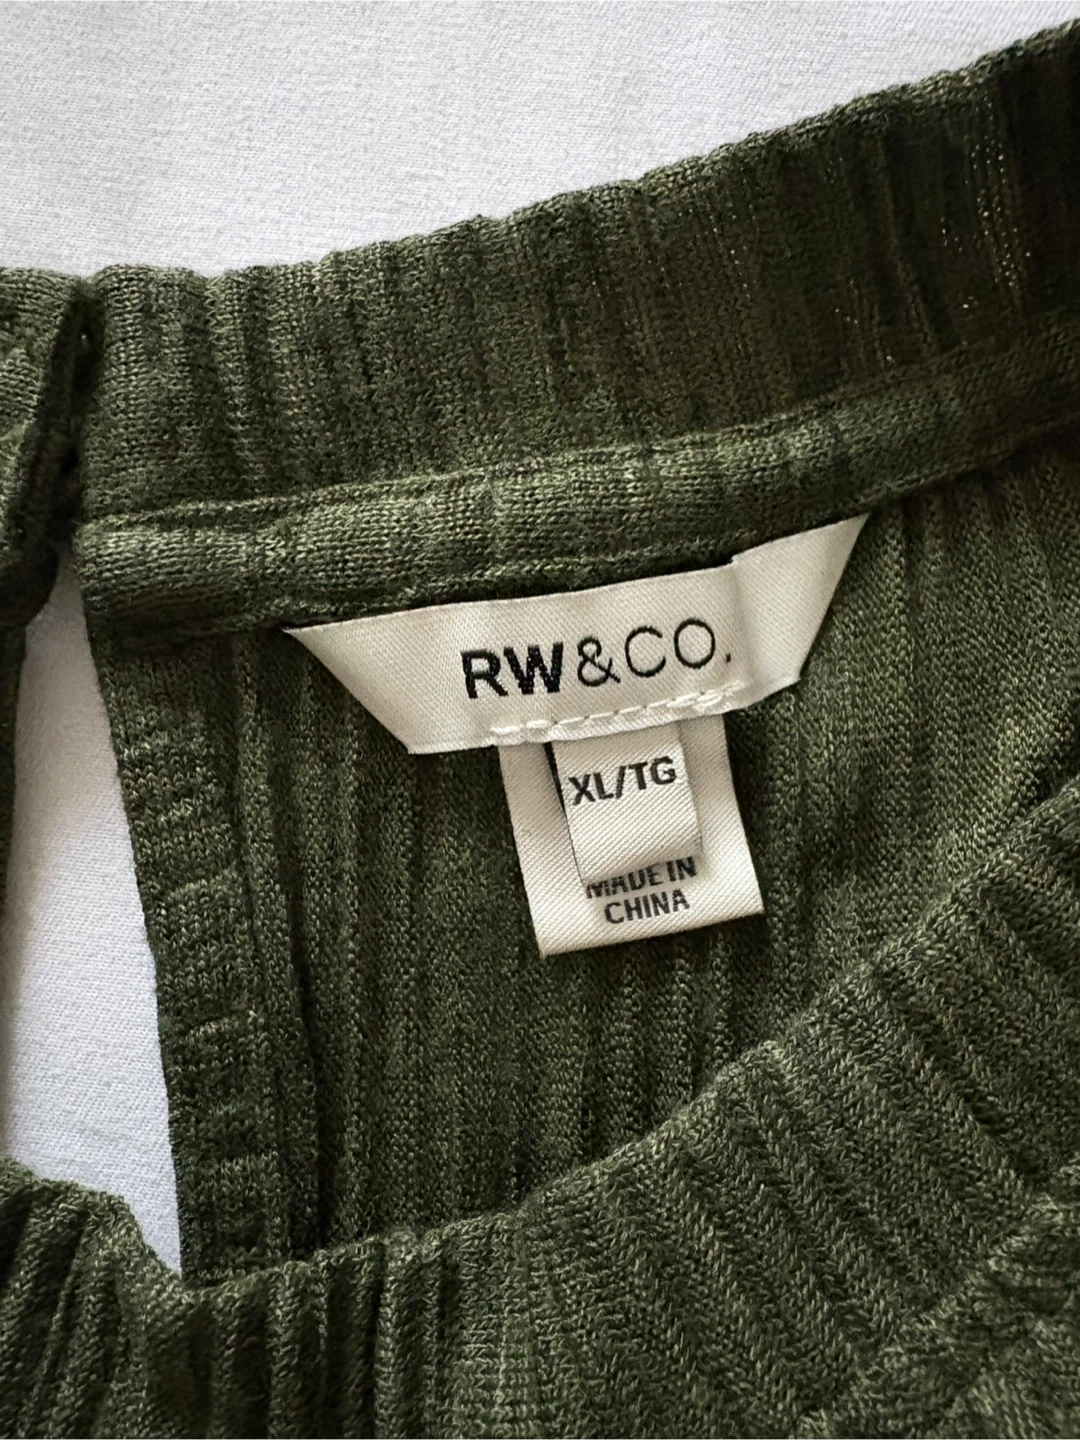 RW&CO.
XL/TG
MADE IN
CHINA